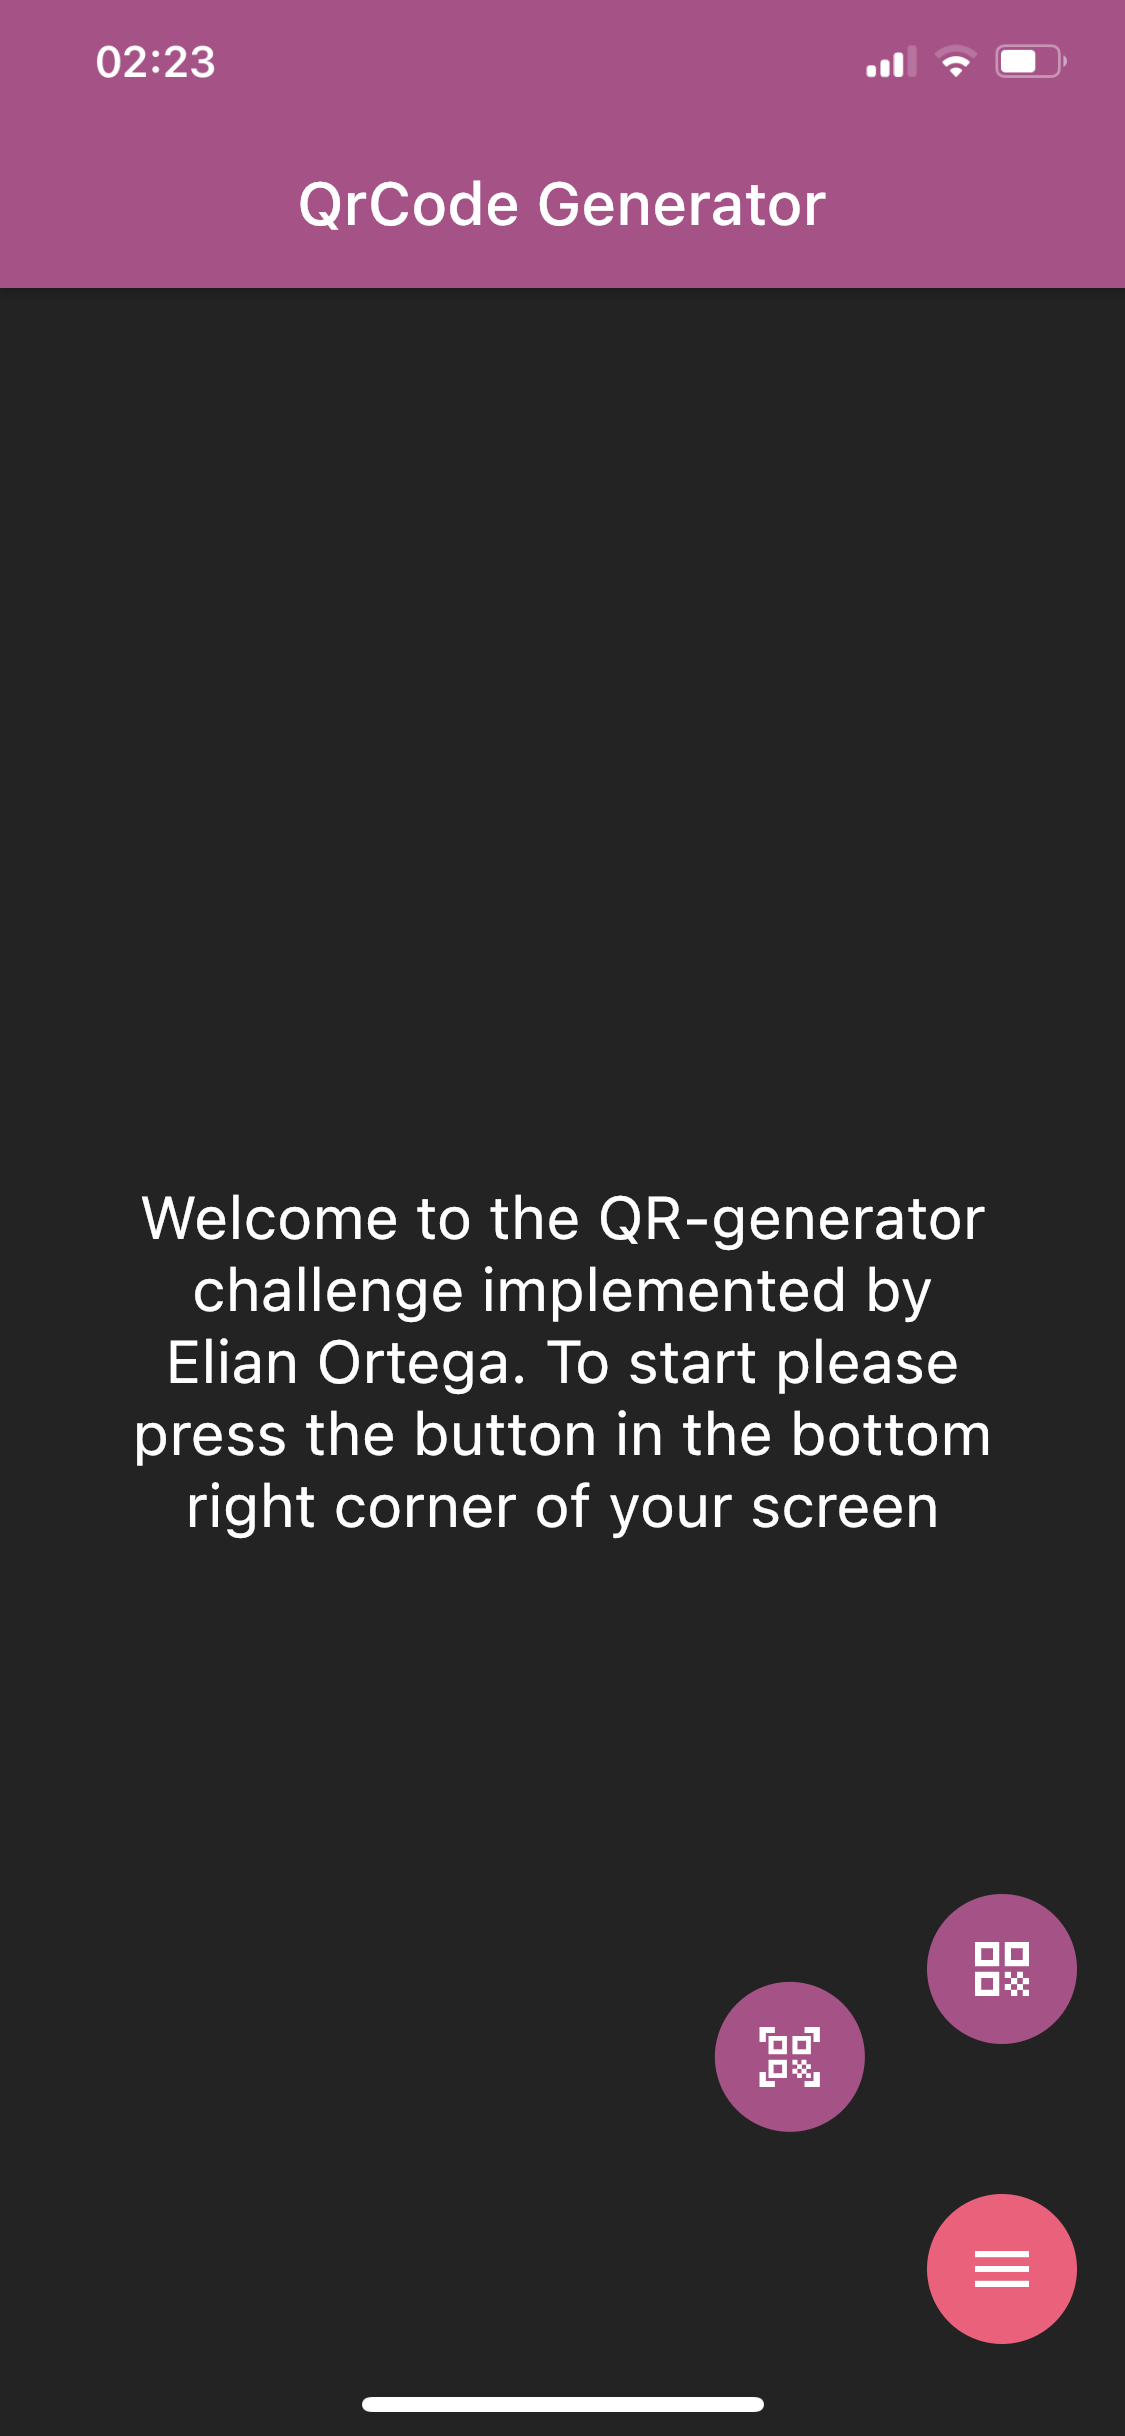 02:23
QrCode Generator
Welcome to the QR-generator
challenge implemented by
Elian Ortega. To start please
press the button in the bottom
right corner of your screen